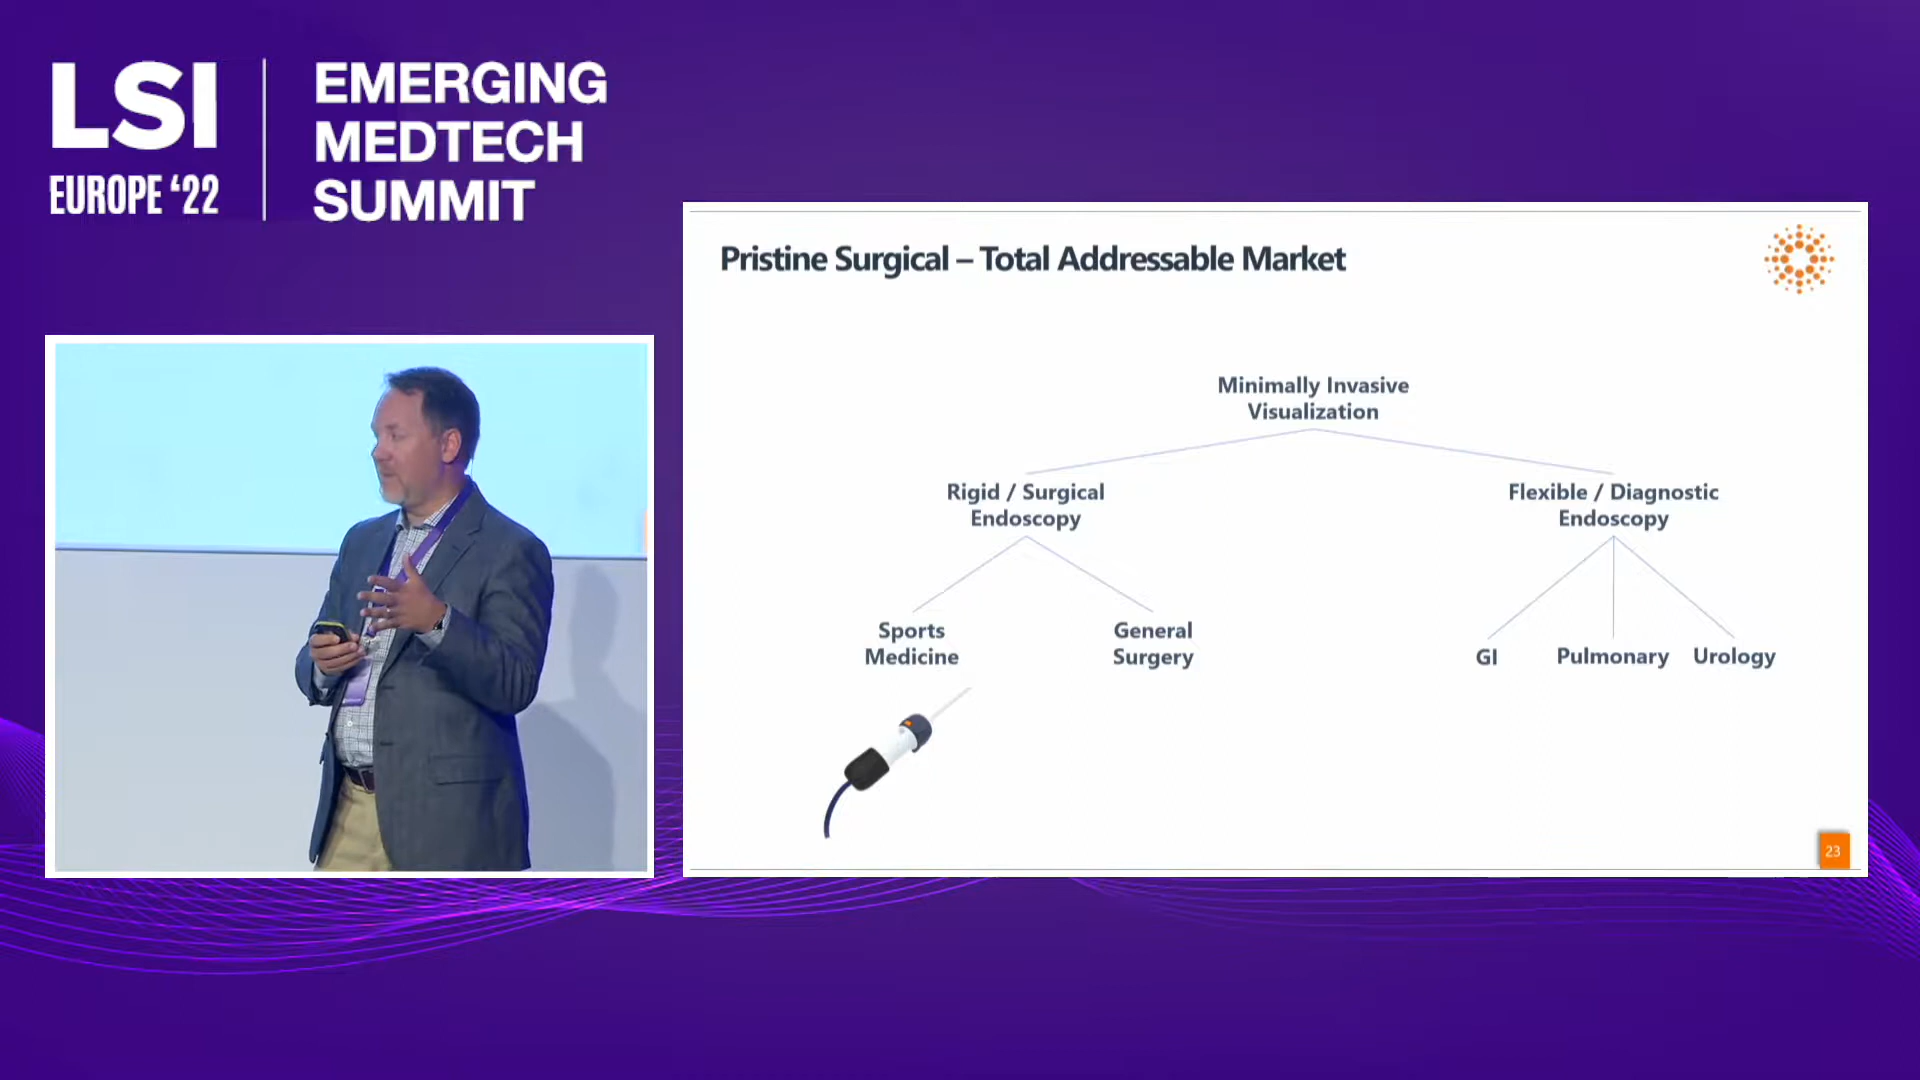 LSI
EUROPE ‘22
EMERGING
MEDTECH
SUMMIT
Pristine Surgical – Total Addressable Market
Minimally Invasive
Visualization
Rigid / Surgical
Endoscopy
Flexible / Diagnostic
Endoscopy
Sports
Medicine
General
Surgery
GI
Pulmonary
Urology
23